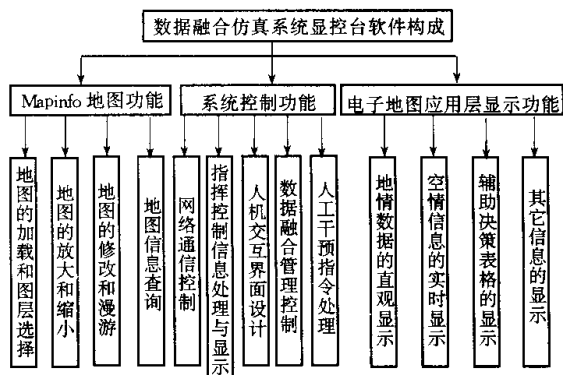 数据融合仿真系统显控台软件构成
Mapinfo 地图功能
系统控制功能
电子地图应用层显示功能
地图的加载和图层选择
地图的放大和缩小
地图的修改和漫游
地图信息查询
网络通信控制
指挥控制信息处理与显示
人机交互界面设计
数据融合管理控制
人工干预指令处理
地情数据的直观显示
空情信息的实时显示
辅助决策表格的显示
其它信息的显示